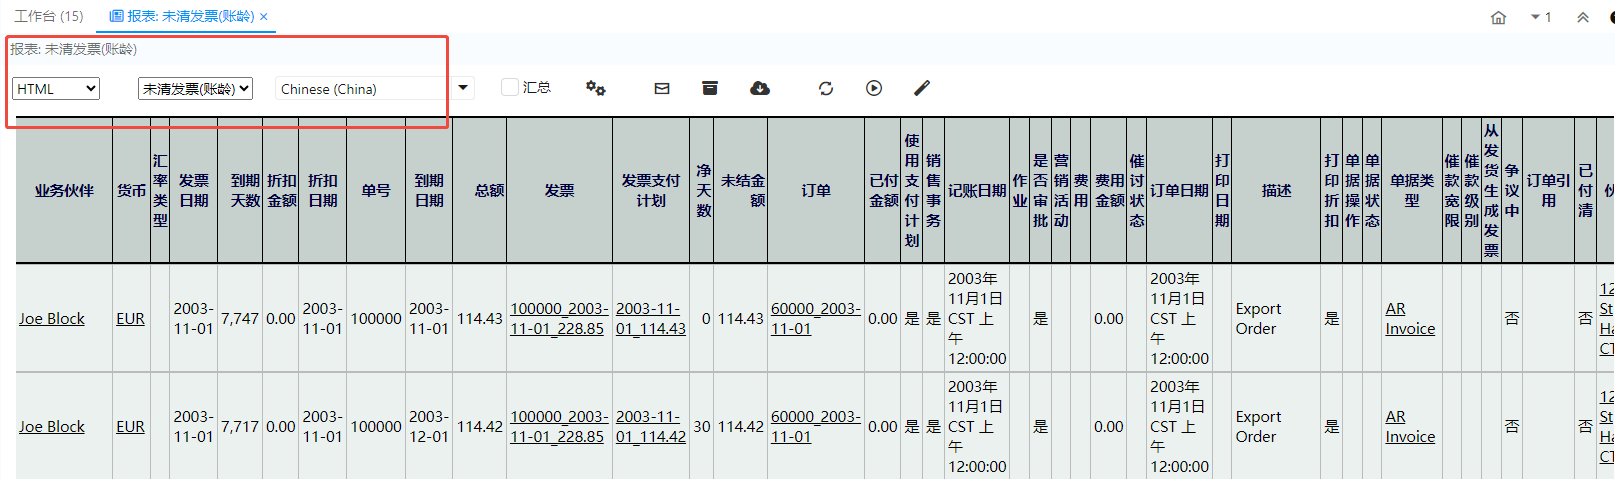 工作台 (15)
报表: 未清发票(账龄) ×
1
报表: 未清发票(账龄)
HTML
未清发票(账龄)
Chinese (China)
汇总
业务伙伴
货币
汇率类型
发票日期
到期天数
折扣金额
折扣日期
单号
到期日期
总额
发票
发票支付计划
净天数
未结金额
订单
已付金额
使用支付计划
销售事务
记账日期
作业
是否审批
营销活动
费用
费用金额
催讨状态
订单日期
打印日期
描述
打印折扣
单据操作
单据状态
单据类型
催款宽限
催款级别
从发货生成发票
争议中
订单引用
已付清
伙
Joe Block
EUR
2003-11-01
7,747
0.00
2003-11-01
100000
2003-11-01
114.43
100000_2003-11-01_228.85
2003-11-01_114.43
0
114.43
60000_2003-11-01
0.00
是
是
2003年11月1日 CST 上午12:00:00
是
0.00
2003年11月1日 CST 上午12:00:00
Export Order
是
AR Invoice
否
否
12
St
Ha
CT
Joe Block
EUR
2003-11-01
7,717
0.00
2003-11-01
100000
2003-12-01
114.42
100000_2003-11-01_228.85
2003-11-01_114.42
30
114.42
60000_2003-11-01
0.00
是
是
2003年11月1日 CST 上午12:00:00
是
0.00
2003年11月1日 CST 上午12:00:00
Export Order
是
AR Invoice
否
否
12
St
Ha
CT